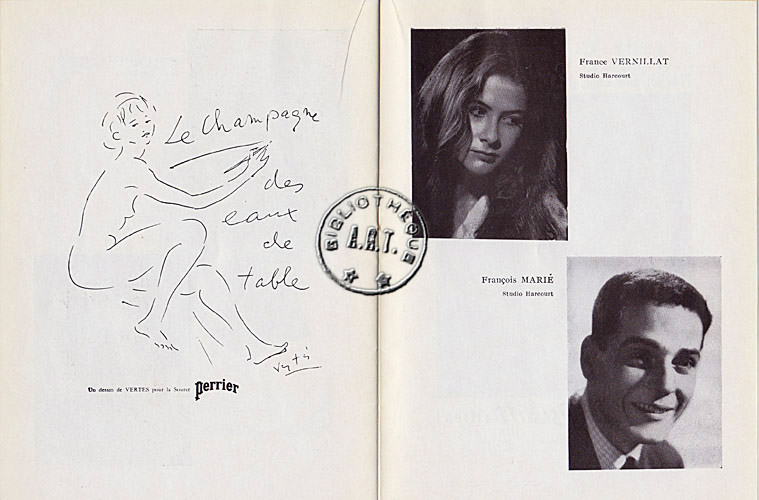 Le Champagne
des
eaux
de
table
Vertès
Un dessin de VERTES pour la Source Perrier
BIBLIOTHÈQUE
A.R.T.
France VERNILLAT
Studio Harcourt
François MARIÉ
Studio Harcourt